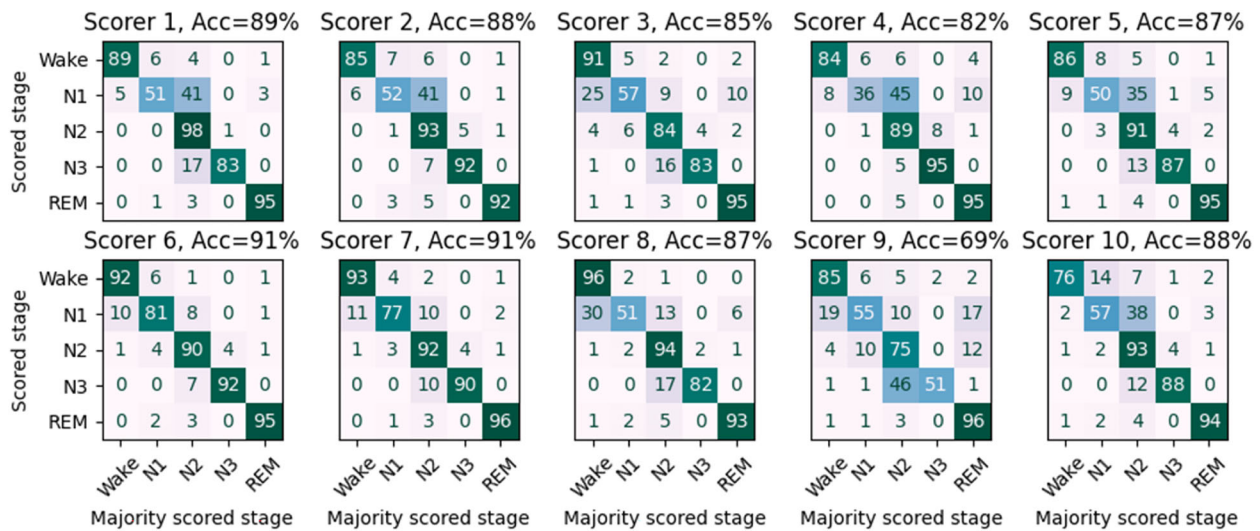 Scorer 1, Acc=89% Scorer 2, Acc=88% Scorer 3, Acc=85% Scorer 4, Acc=82% Scorer 5, Acc=87%
Wake 89 6 4 0 1 85 7 6 0 1 91 5 2 0 2 84 6 6 0 4 86 8 5 0 1
N1 5 51 41 0 3 6 52 41 0 1 25 57 9 0 10 8 36 45 0 10 9 50 35 1 5
N2 0 0 98 1 0 0 1 93 5 1 4 6 84 4 2 0 1 89 8 1 0 3 91 4 2
N3 0 0 17 83 0 0 0 7 92 0 1 0 16 83 0 0 0 5 95 0 0 0 13 87 0
REM 0 1 3 0 95 0 3 5 0 92 1 1 3 0 95 0 0 5 0 95 1 1 4 0 95
Scored stage
Scorer 6, Acc=91% Scorer 7, Acc=91% Scorer 8, Acc=87% Scorer 9, Acc=69% Scorer 10, Acc=88%
Wake 92 6 1 0 1 93 4 2 0 1 96 2 1 0 0 85 6 5 2 2 76 14 7 1 2
N1 10 81 8 0 1 11 77 10 0 2 30 51 13 0 6 19 55 10 0 17 2 57 38 0 3
N2 1 4 90 4 1 1 3 92 4 1 1 2 94 2 1 4 10 75 0 12 1 2 93 4 1
N3 0 0 7 92 0 0 0 10 90 0 0 0 17 82 0 1 1 46 51 1 0 0 12 88 0
REM 0 2 3 0 95 0 1 3 0 96 1 2 5 0 93 1 1 3 0 96 1 2 4 0 94
Scored stage
Wake N1 N2 N3 REM Wake N1 N2 N3 REM Wake N1 N2 N3 REM Wake N1 N2 N3 REM Wake N1 N2 N3 REM
Majority scored stage Majority scored stage Majority scored stage Majority scored stage Majority scored stage